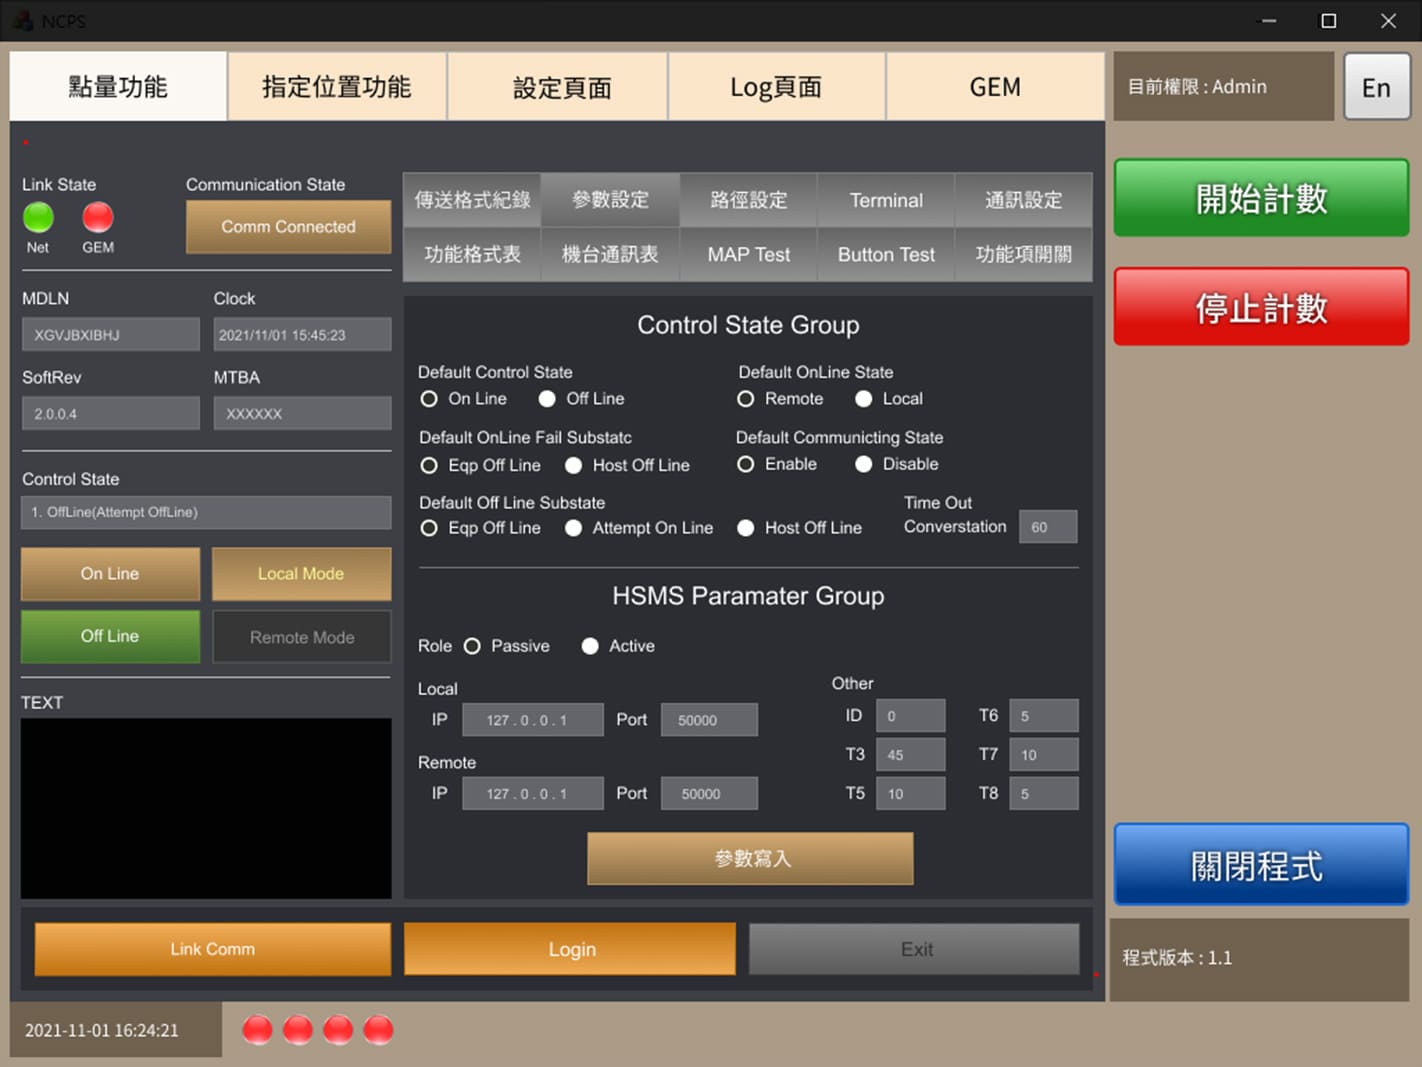 NCPS
點量功能 指定位置功能 設定頁面 Log頁面 GEM
目前權限 : Admin
En
Link State
Net GEM
Communication State
Comm Connected
MDLN Clock
XGVJBXIBHJ 2021/11/01 15:45:23
SoftRev MTBA
2.0.0.4 XXXXXX
Control State
1. OffLine(Attempt OffLine)
On Line Local Mode
Off Line Remote Mode
TEXT
傳送格式紀錄 參數設定 路徑設定 Terminal 通訊設定
功能格式表 機台通訊表 MAP Test Button Test 功能項開關
Control State Group
Default Control State Default OnLine State
On Line Off Line Remote Local
Default OnLine Fail Substatc Default Communicting State
Eqp Off Line Host Off Line Enable Disable
Default Off Line Substate
Eqp Off Line Attempt On Line Host Off Line
Time Out
Converstation 60
HSMS Paramater Group
Role Passive Active
Local
IP 127 . 0 . 0 . 1 Port 50000
Remote
IP 127 . 0 . 0 . 1 Port 50000
Other
ID 0 T6 5
T3 45 T7 10
T5 10 T8 5
參數寫入
Link Comm Login Exit
開始計數
停止計數
關閉程式
程式版本 : 1.1
2021-11-01 16:24:21